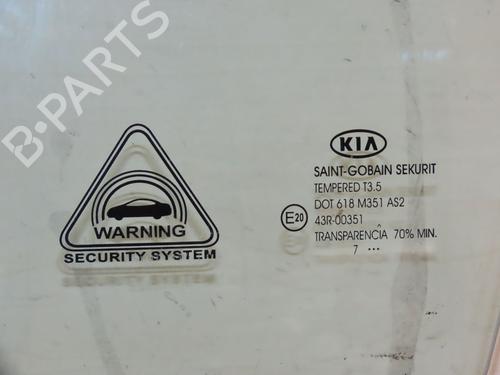 B-PARTS
WARNING
SECURITY SYSTEM
KIA
SAINT-GOBAIN SEKURIT
TEMPERED T3.5
DOT 618 M351 AS2
E20
43R-00351
TRANSPARENCÍA 70% MIN.
7 ...